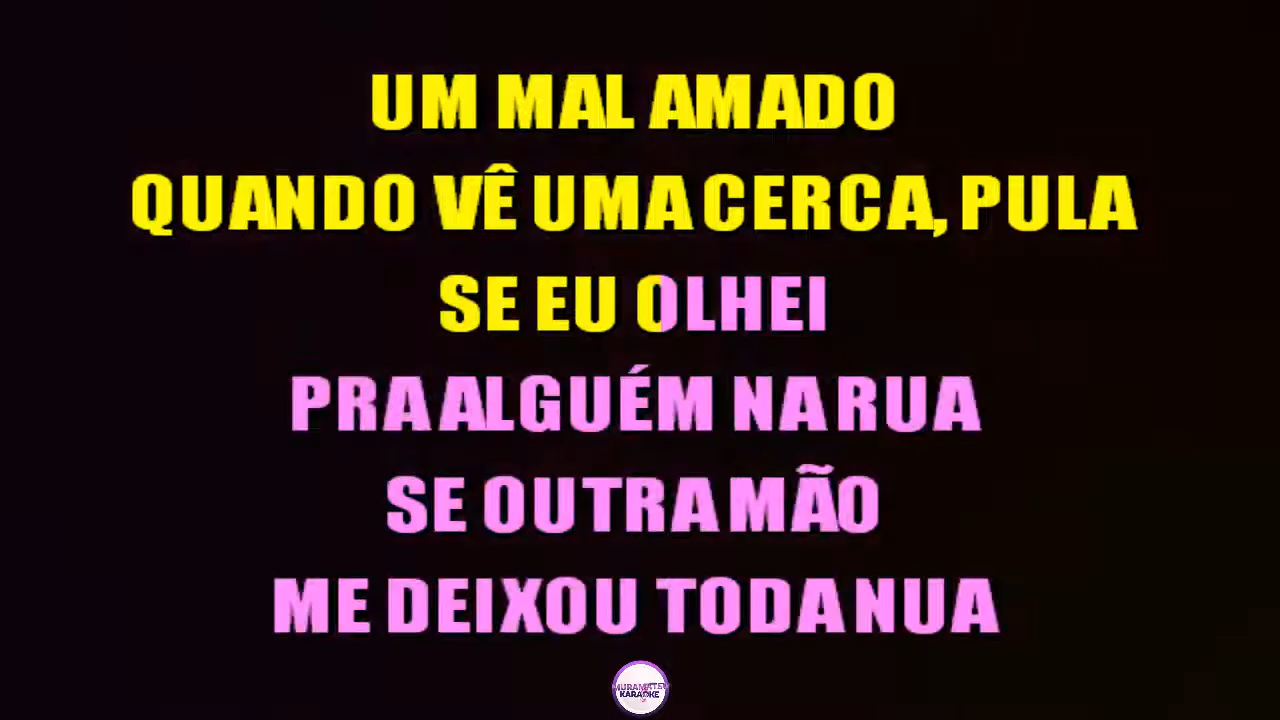 UM MAL AMADO
QUANDO VÊ UMA CERCA, PULA
SE EU OLHEI
PRA ALGUÉM NA RUA
SE OUTRA MÃO
ME DEIXOU TODA NUA
KARAOKE